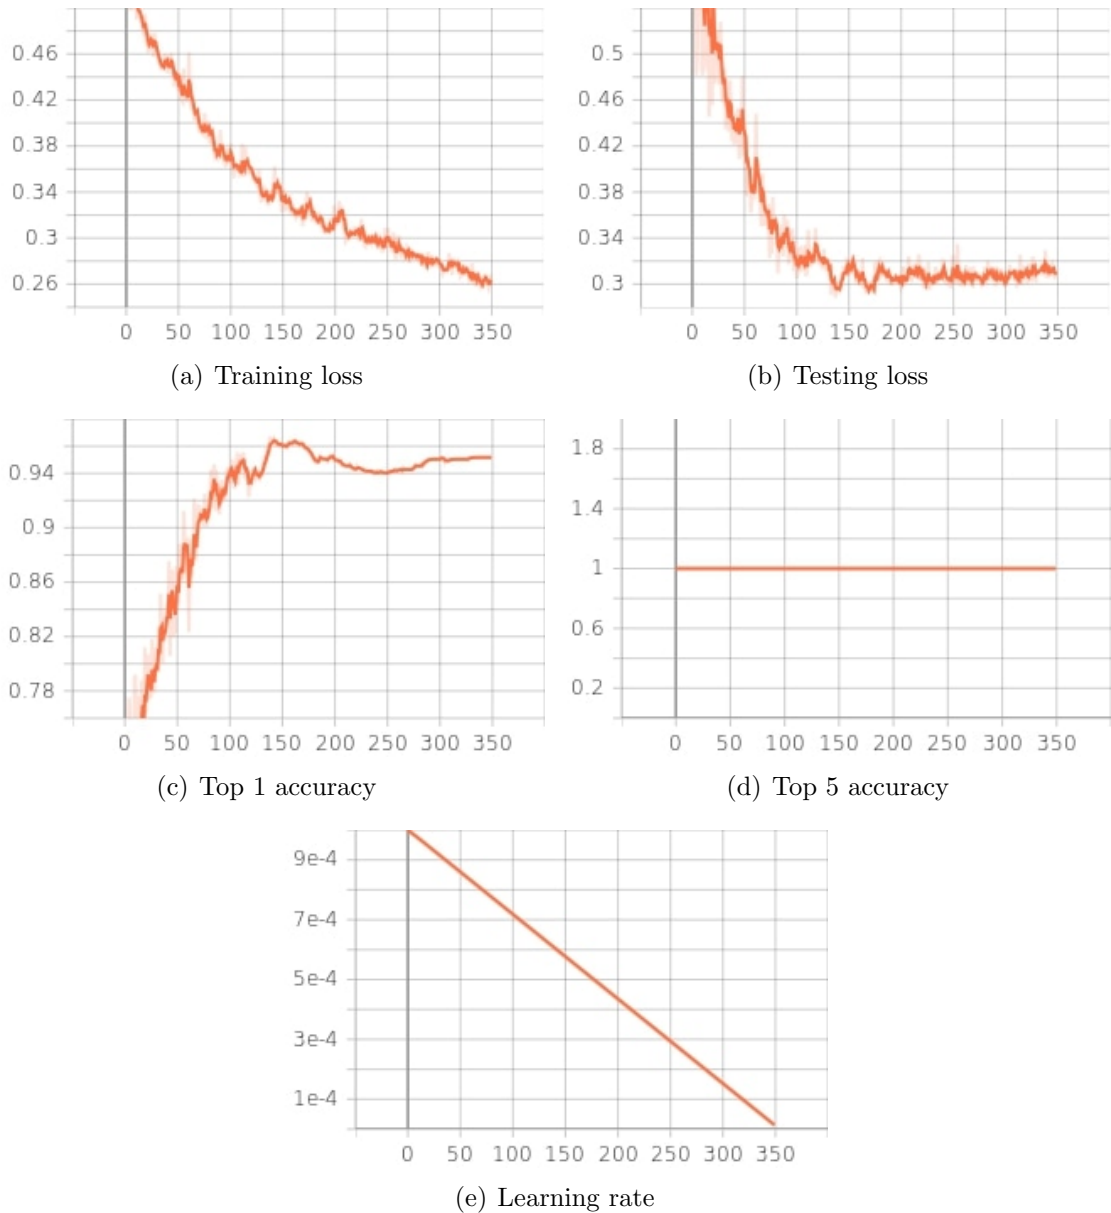 0.46
0.42
0.38
0.34
0.3
0.26
0 50 100 150 200 250 300 350
(a) Training loss
0.5
0.46
0.42
0.38
0.34
0.3
0 50 100 150 200 250 300 350
(b) Testing loss
0.94
0.9
0.86
0.82
0.78
0 50 100 150 200 250 300 350
(c) Top 1 accuracy
1.8
1.4
1
0.6
0.2
0 50 100 150 200 250 300 350
(d) Top 5 accuracy
9e-4
7e-4
5e-4
3e-4
1e-4
0 50 100 150 200 250 300 350
(e) Learning rate